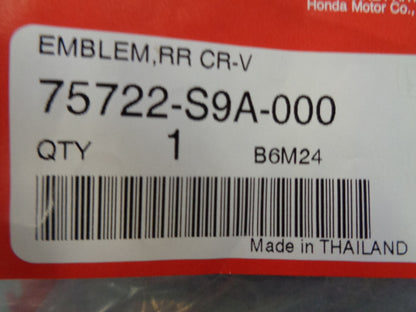 Honda Motor Co.,
EMBLEM,RR CR-V
75722-S9A-000
QTY 1 B6M24
Made in THAILAND